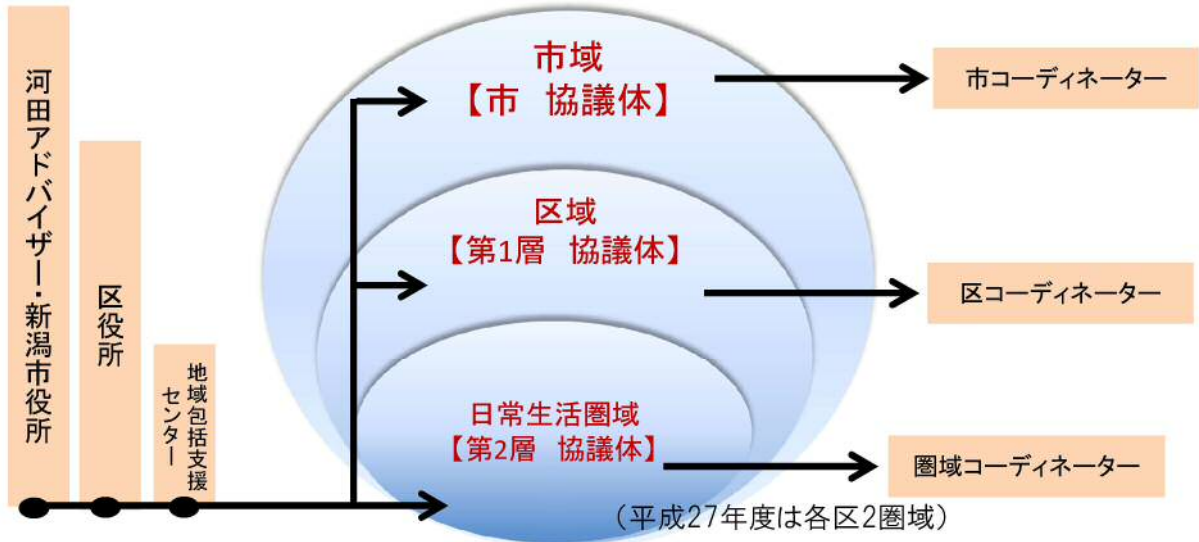 河田アドバイザー・新潟市役所
区役所
地域包括支援
センター
市域
【市　協議体】
市コーディネーター
区域
【第1層　協議体】
区コーディネーター
日常生活圏域
【第2層　協議体】
圏域コーディネーター
（平成27年度は各区2圏域）